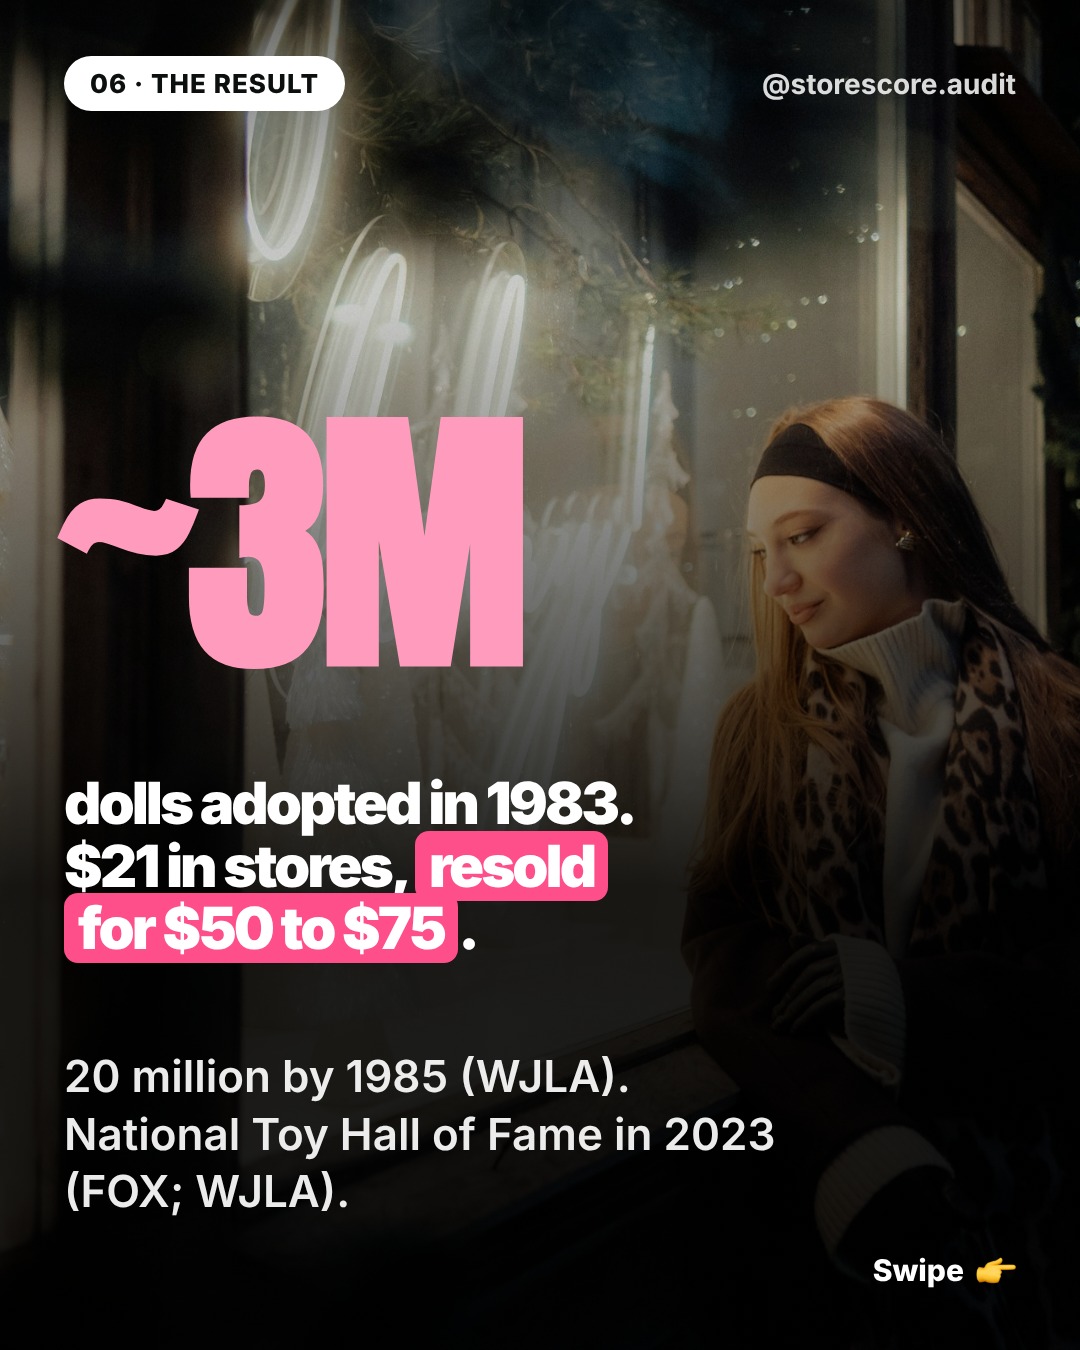 06 · THE RESULT
@storescore.audit
~3M
dolls adopted in 1983.
$21 in stores, resold
for $50 to $75.
20 million by 1985 (WJLA).
National Toy Hall of Fame in 2023
(FOX; WJLA).
Swipe 👉